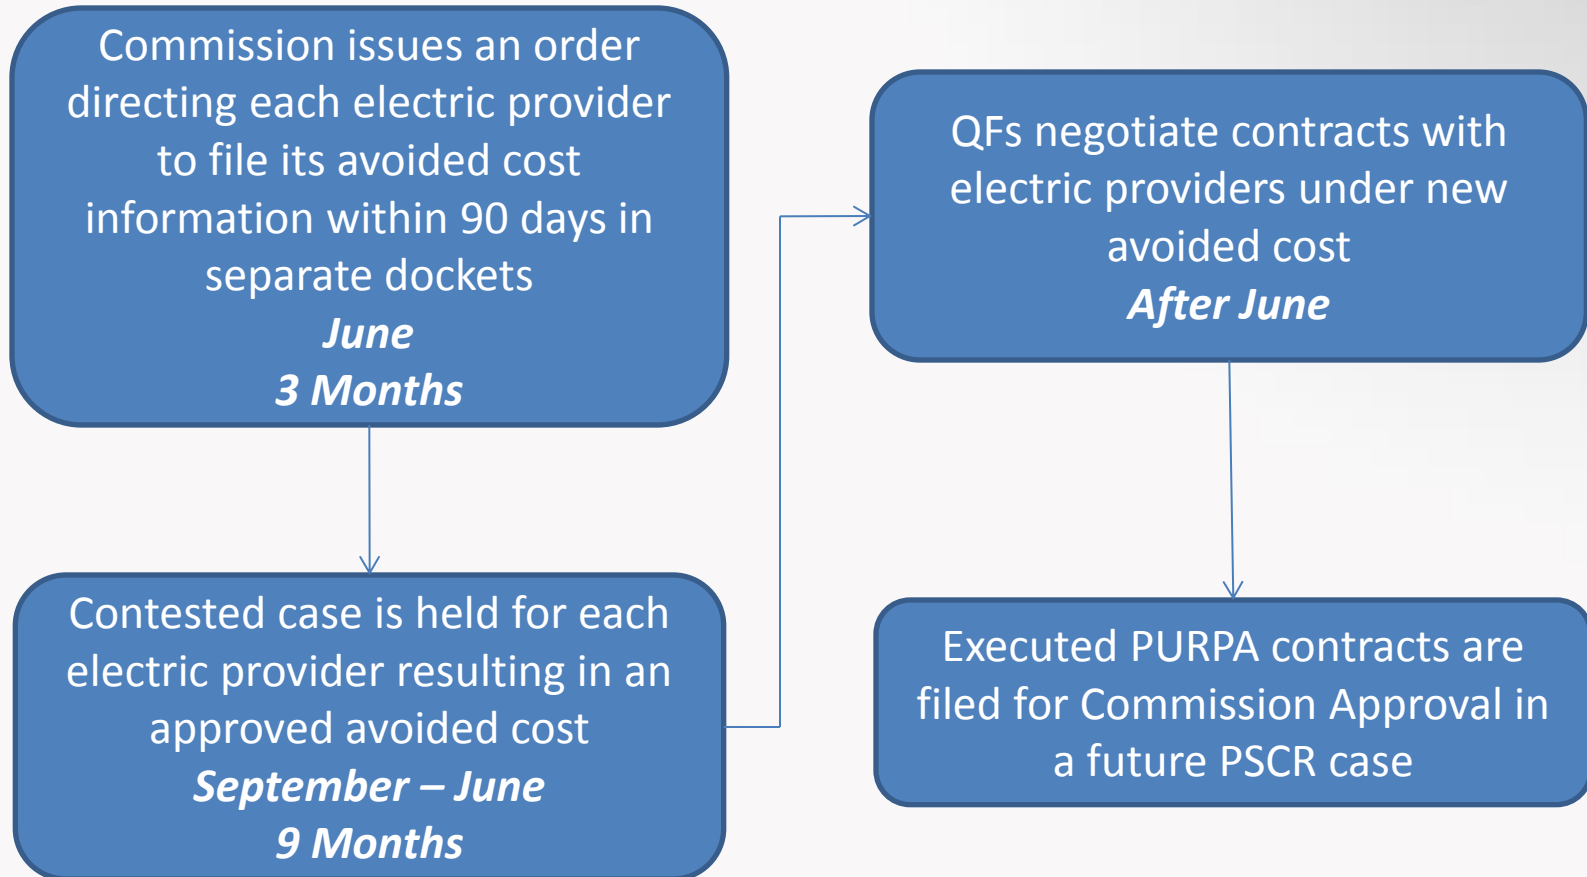 Commission issues an order
directing each electric provider
to file its avoided cost
information within 90 days in
separate dockets
June
3 Months
Contested case is held for each
electric provider resulting in an
approved avoided cost
September – June
9 Months
QFs negotiate contracts with
electric providers under new
avoided cost
After June
Executed PURPA contracts are
filed for Commission Approval in
a future PSCR case